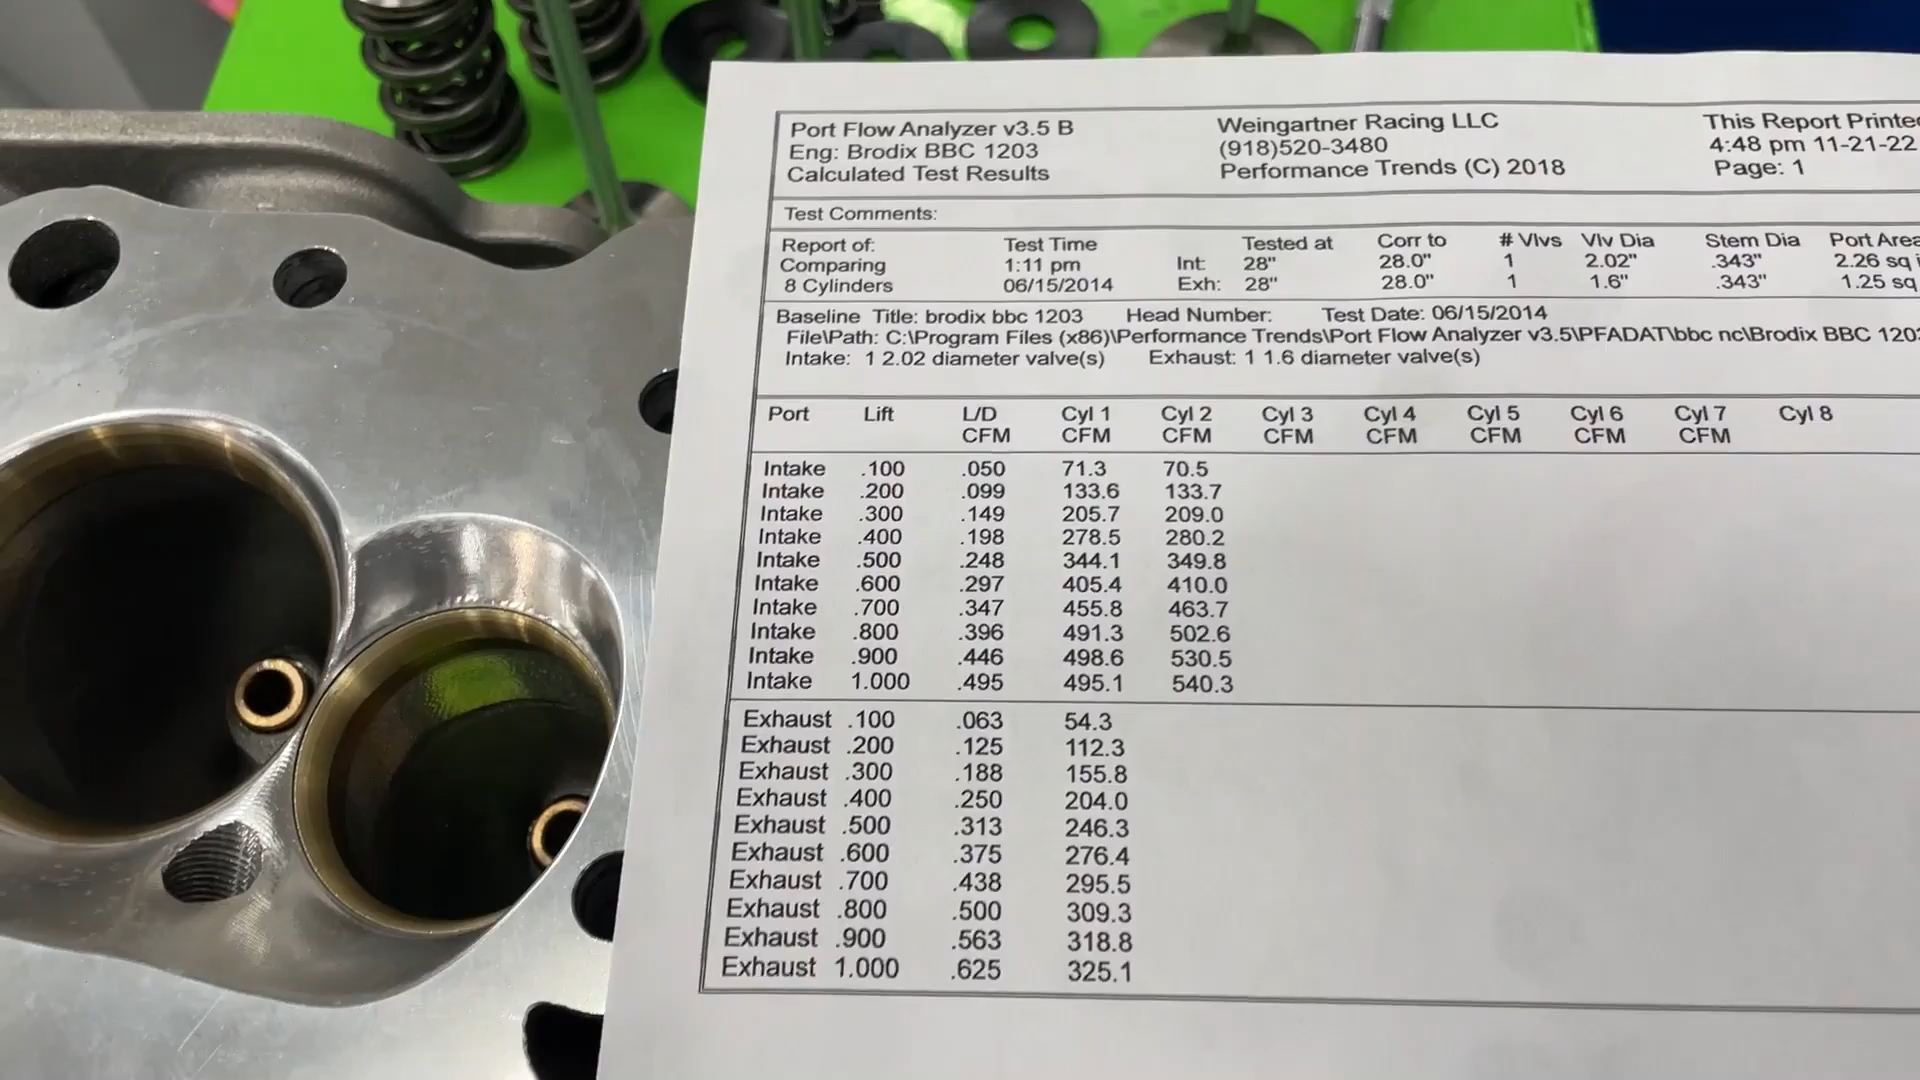 Port Flow Analyzer v3.5 B Weingartner Racing LLC This Report Printed
Eng: Brodix BBC 1203 (918)520-3480 4:48 pm 11-21-22
Calculated Test Results Performance Trends (C) 2018 Page: 1
Test Comments:
Report of: Test Time Tested at Corr to # Vlvs Vlv Dia Stem Dia Port Area
Comparing 1:11 pm Int: 28" 28.0" 1 2.02" .343" 2.26 sq
8 Cylinders 06/15/2014 Exh: 28" 28.0" 1 1.6" .343" 1.25 sq
Baseline Title: brodix bbc 1203 Head Number: Test Date: 06/15/2014
File\Path: C:\Program Files (x86)\Performance Trends\Port Flow Analyzer v3.5\PFADAT\bbc nc\Brodix BBC 1203
Intake: 1 2.02 diameter valve(s) Exhaust: 1 1.6 diameter valve(s)
Port Lift L/D Cyl 1 Cyl 2 Cyl 3 Cyl 4 Cyl 5 Cyl 6 Cyl 7 Cyl 8
CFM CFM CFM CFM CFM CFM CFM CFM
Intake .100 .050 71.3 70.5
Intake .200 .099 133.6 133.7
Intake .300 .149 205.7 209.0
Intake .400 .198 278.5 280.2
Intake .500 .248 344.1 349.8
Intake .600 .297 405.4 410.0
Intake .700 .347 455.8 463.7
Intake .800 .396 491.3 502.6
Intake .900 .446 498.6 530.5
Intake 1.000 .495 495.1 540.3
Exhaust .100 .063 54.3
Exhaust .200 .125 112.3
Exhaust .300 .188 155.8
Exhaust .400 .250 204.0
Exhaust .500 .313 246.3
Exhaust .600 .375 276.4
Exhaust .700 .438 295.5
Exhaust .800 .500 309.3
Exhaust .900 .563 318.8
Exhaust 1.000 .625 325.1